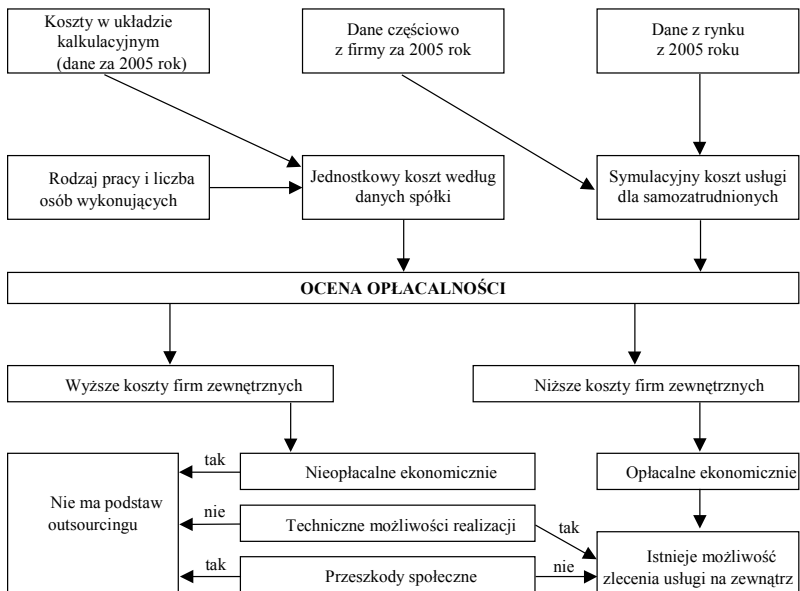 Koszty w układzie
kalkulacyjnym
(dane za 2005 rok)
Dane częściowo
z firmy za 2005 rok
Dane z rynku
z 2005 roku
Rodzaj pracy i liczba
osób wykonujących
Jednostkowy koszt według
danych spółki
Symulacyjny koszt usługi
dla samozatrudnionych
OCENA OPŁACALNOŚCI
Wyższe koszty firm zewnętrznych
Niższe koszty firm zewnętrznych
Nie ma podstaw
outsourcingu
tak
Nieopłacalne ekonomicznie
Opłacalne ekonomicznie
nie
Techniczne możliwości realizacji
tak
tak
Przeszkody społeczne
nie
Istnieje możliwość
zlecenia usługi na zewnątrz